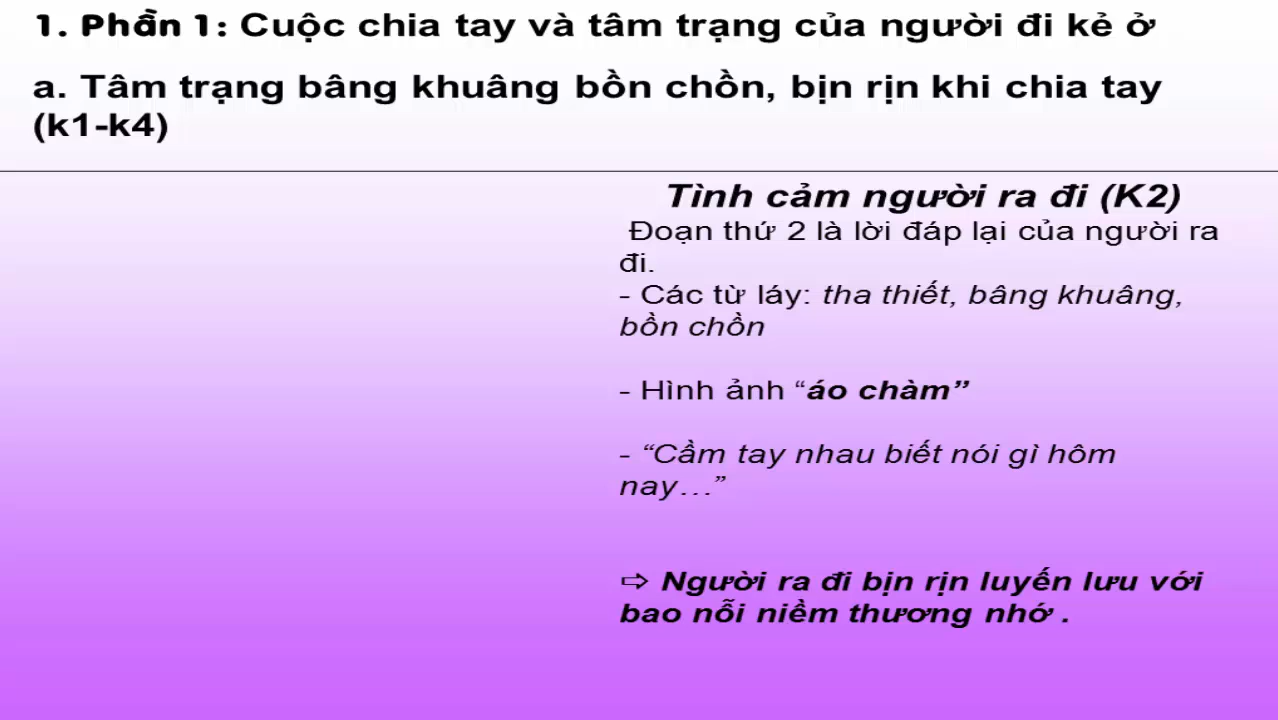 1. Phần 1: Cuộc chia tay và tâm trạng của người đi kẻ ở
a. Tâm trạng bâng khuâng bồn chồn, bịn rịn khi chia tay
(k1-k4)
Tình cảm người ra đi (K2)
Đoạn thứ 2 là lời đáp lại của người ra
đi.
- Các từ láy: tha thiết, bâng khuâng,
bồn chồn
- Hình ảnh “áo chàm”
- “Cầm tay nhau biết nói gì hôm
nay…”
⇨ Người ra đi bịn rịn luyến lưu với
bao nỗi niềm thương nhớ .